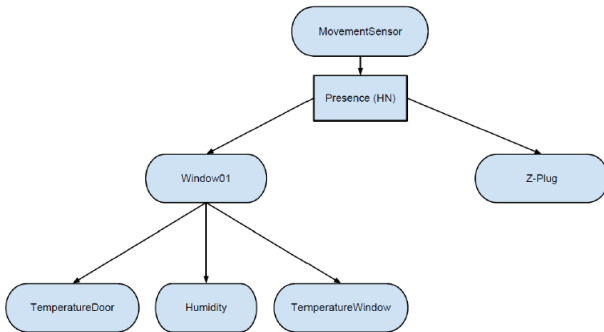 MovementSensor
Presence (HN)
Window01
Z-Plug
TemperatureDoor
Humidity
TemperatureWindow